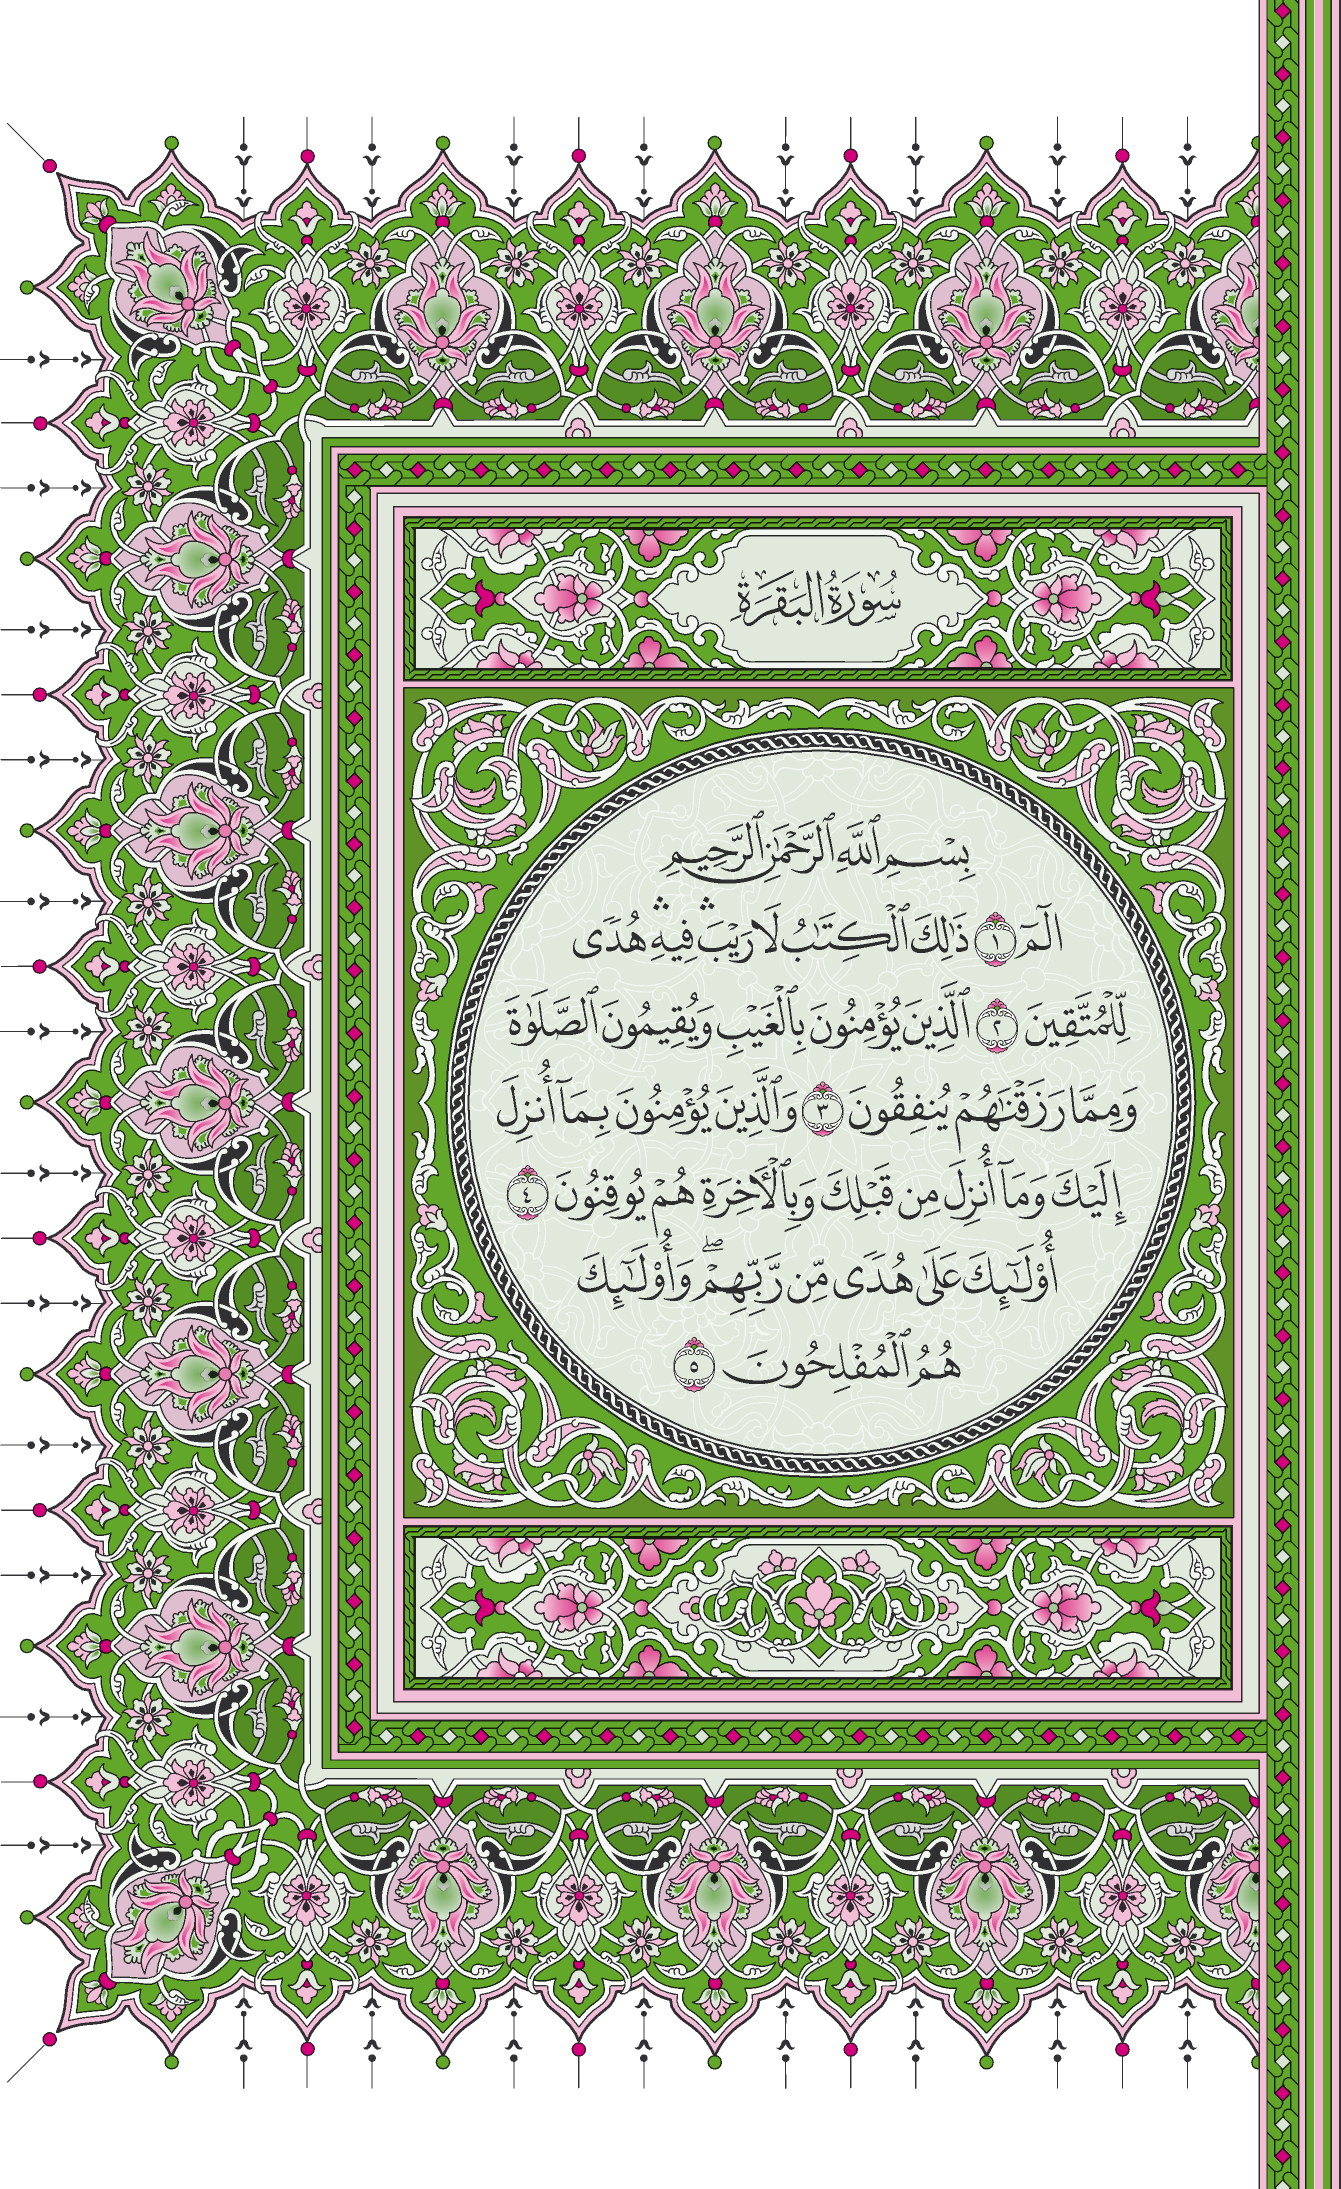 سُورَةُ البَقَرَةِ
بِسْمِ ٱللَّهِ ٱلرَّحْمَٰنِ ٱلرَّحِيمِ
الٓمٓ ١ ذَٰلِكَ ٱلْكِتَٰبُ لَا رَيْبَۛ فِيهِۛ هُدًى
لِّلْمُتَّقِينَ ٢ ٱلَّذِينَ يُؤْمِنُونَ بِٱلْغَيْبِ وَيُقِيمُونَ ٱلصَّلَوٰةَ
وَمِمَّا رَزَقْنَٰهُمْ يُنفِقُونَ ٣ وَٱلَّذِينَ يُؤْمِنُونَ بِمَآ أُنزِلَ
إِلَيْكَ وَمَآ أُنزِلَ مِن قَبْلِكَ وَبِٱلْأَخِرَةِ هُمْ يُوقِنُونَ ٤
أُو۟لَٰٓئِكَ عَلَىٰ هُدًى مِّن رَّبِّهِمْۖ وَأُو۟لَٰٓئِكَ
هُمُ ٱلْمُفْلِحُونَ ٥